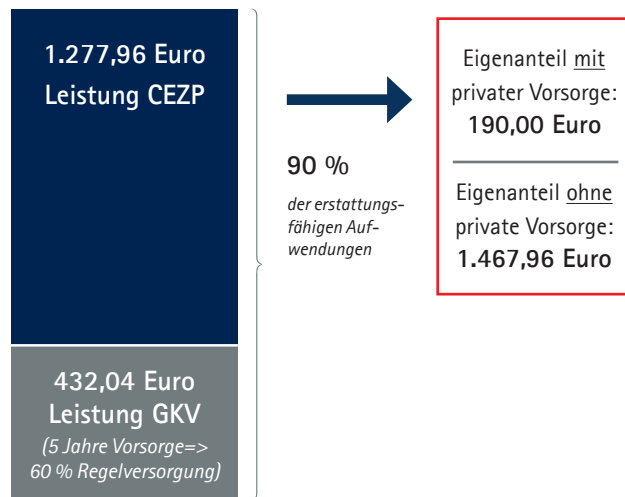 1.277,96 Euro
Leistung CEZP
432,04 Euro
Leistung GKV
(5 Jahre Vorsorge=>
60 % Regelversorgung)
90 %
der erstattungs-
fähigen Auf-
wendungen
Eigenanteil mit
privater Vorsorge:
190,00 Euro
Eigenanteil ohne
private Vorsorge:
1.467,96 Euro